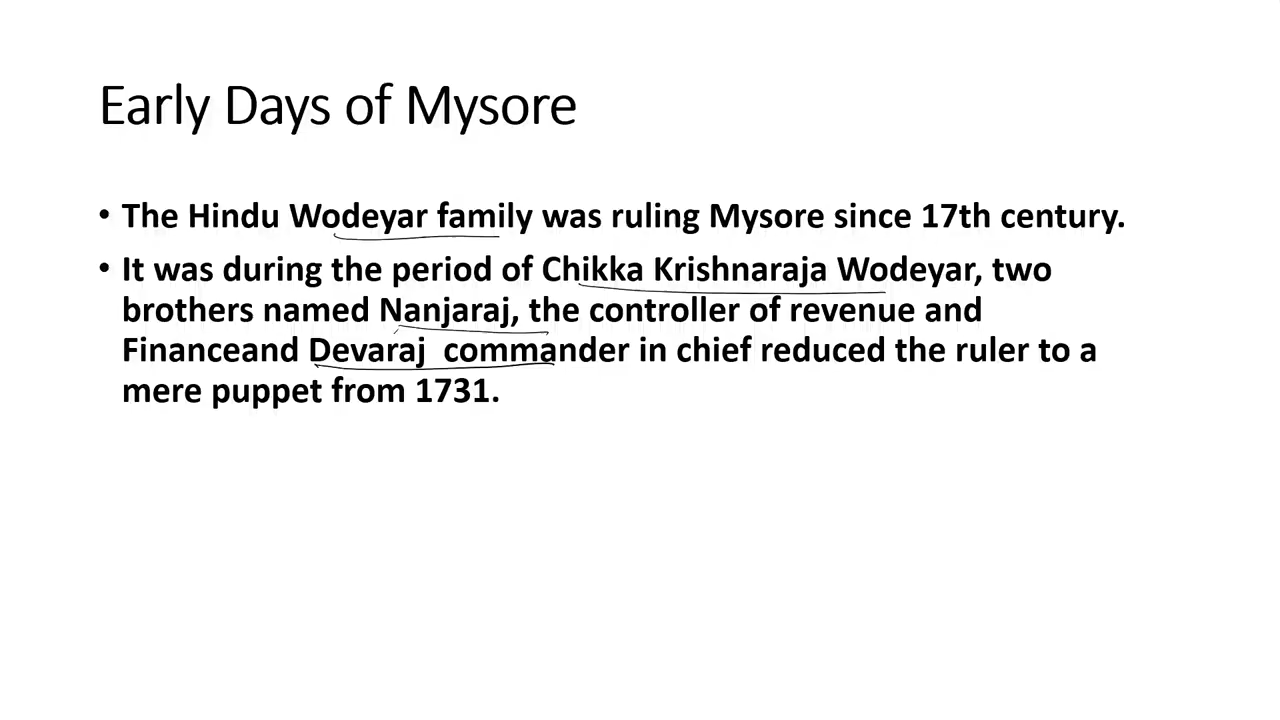 Early Days of Mysore
• The Hindu Wodeyar family was ruling Mysore since 17th century.
• It was during the period of Chikka Krishnaraja Wodeyar, two
brothers named Nanjaraj, the controller of revenue and
Financeand Devaraj  commander in chief reduced the ruler to a
mere puppet from 1731.